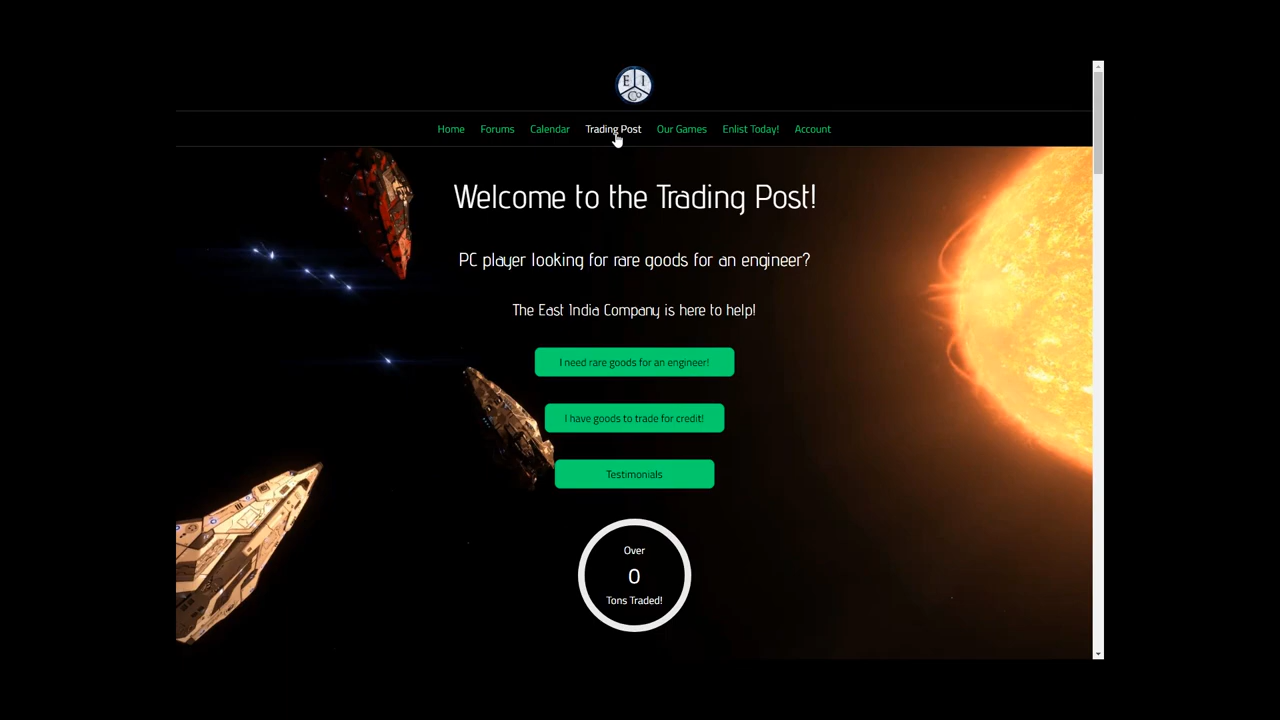 E I
Co
Home Forums Calendar Trading Post Our Games Enlist Today! Account
Welcome to the Trading Post!
PC player looking for rare goods for an engineer?
The East India Company is here to help!
I need rare goods for an engineer!
I have goods to trade for credit!
Testimonials
Over
0
Tons Traded!